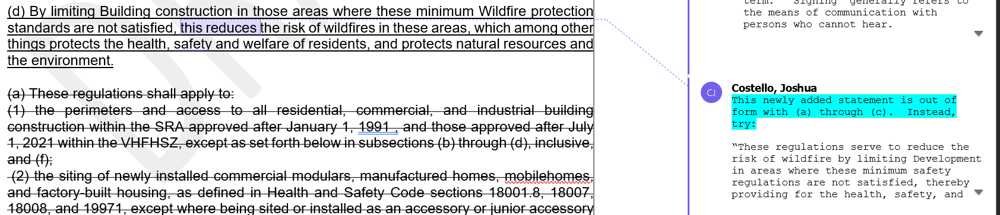 (d) By limiting Building construction in those areas where these minimum Wildfire protection
standards are not satisfied, this reduces the risk of wildfires in these areas, which among other
things protects the health, safety and welfare of residents, and protects natural resources and
the environment.
(a) These regulations shall apply to:
(1) the perimeters and access to all residential, commercial, and industrial building
construction within the SRA approved after January 1, 1991 , and those approved after July
1, 2021 within the VHFHSZ, except as set forth below in subsections (b) through (d), inclusive,
and (f);
(2) the siting of newly installed commercial modulars, manufactured homes, mobilehomes,
and factory-built housing, as defined in Health and Safety Code sections 18001.8, 18007,
18008, and 19971, except where being sited or installed as an accessory or junior accessory
term. "Signing" generally refers to
the means of communication with
persons who cannot hear.
CJ
Costello, Joshua
This newly added statement is out of
form with (a) through (c). Instead,
try:
“These regulations serve to reduce the
risk of wildfire by limiting Development
in areas where these minimum safety
regulations are not satisfied, thereby
providing for the health, safety, and